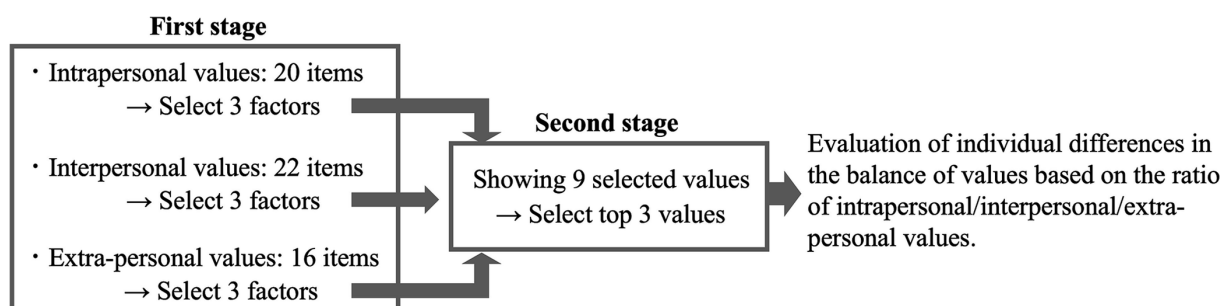 First stage
・Intrapersonal values: 20 items
→ Select 3 factors
・Interpersonal values: 22 items
→ Select 3 factors
・Extra-personal values: 16 items
→ Select 3 factors
Second stage
Showing 9 selected values
→ Select top 3 values
Evaluation of individual differences in
the balance of values based on the ratio
of intrapersonal/interpersonal/extra-
personal values.